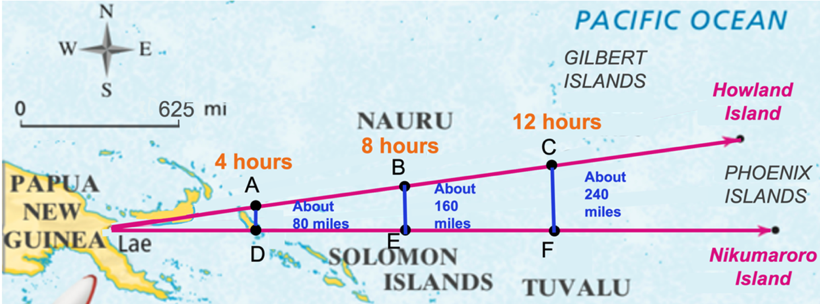 N
W E
S
0 625 mi
PACIFIC OCEAN
GILBERT
ISLANDS
Howland
Island
NAURU
4 hours
8 hours
12 hours
A
B
C
PAPUA
NEW
GUINEA
Lae
About
80 miles
About
160
miles
About
240
miles
PHOENIX
ISLANDS
D
E
F
SOLOMON
ISLANDS
TUVALU
Nikumaroro
Island